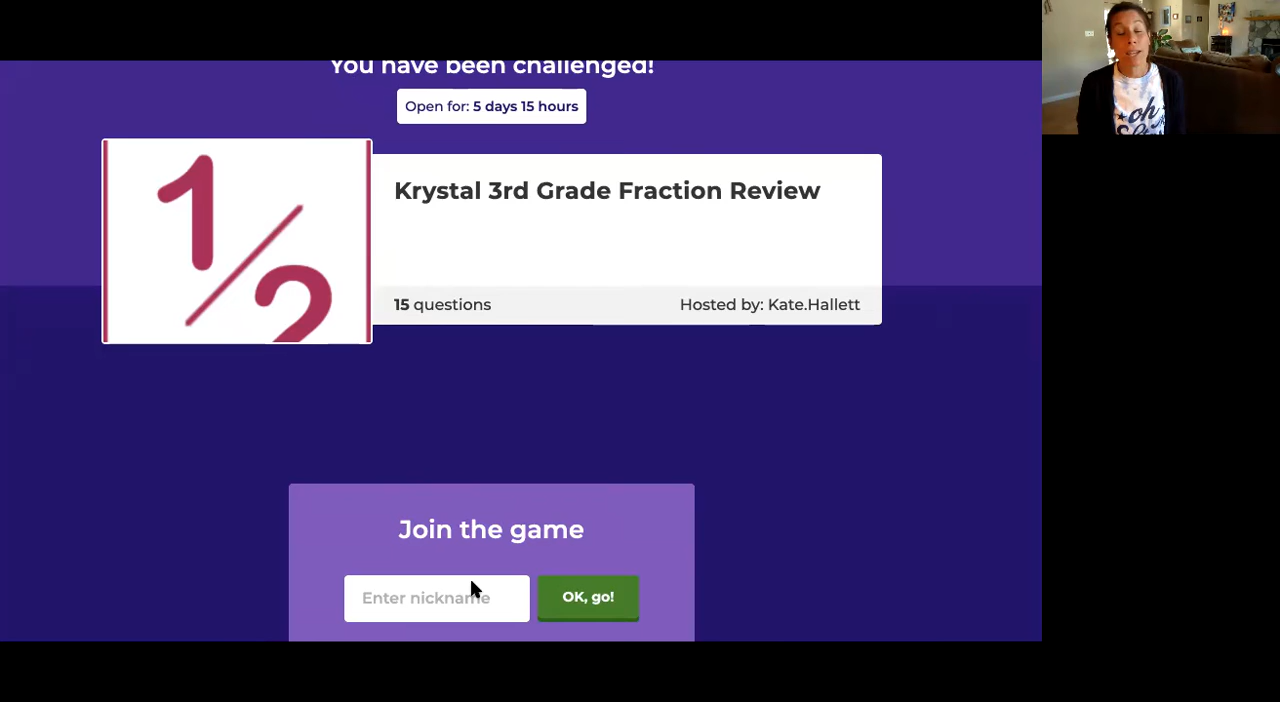 You have been challenged!
Open for: 5 days 15 hours
1/2
Krystal 3rd Grade Fraction Review
15 questions
Hosted by: Kate.Hallett
Join the game
Enter nickname
OK, go!
oh